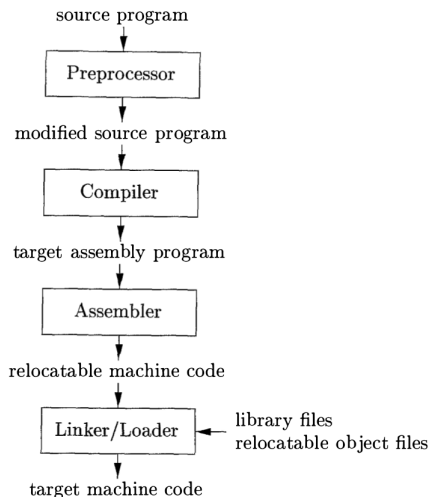 source program
Preprocessor
modified source program
Compiler
target assembly program
Assembler
relocatable machine code
Linker/Loader
library files
relocatable object files
target machine code